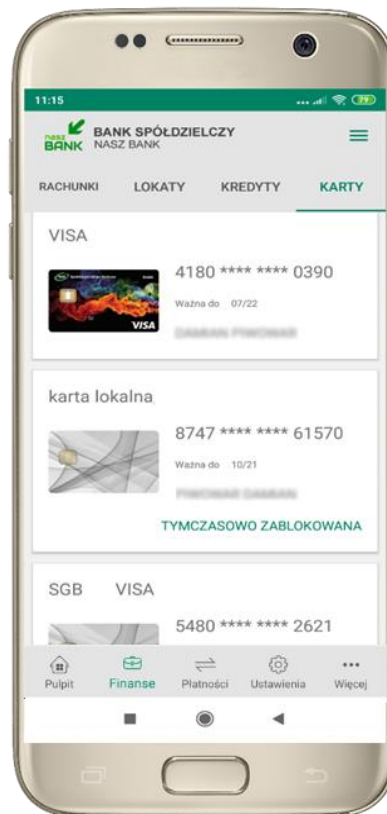 11:15
79
nasz
BANK
BANK SPÓŁDZIELCZY
NASZ BANK
RACHUNKI LOKATY KREDYTY KARTY
VISA
4180 **** **** 0390
Ważna do 07/22
VISA
karta lokalna
8747 **** **** 61570
Ważna do 10/21
TYMCZASOWO ZABLOKOWANA
SGB VISA
5480 **** **** 2621
Pulpit Finanse Płatności Ustawienia Więcej